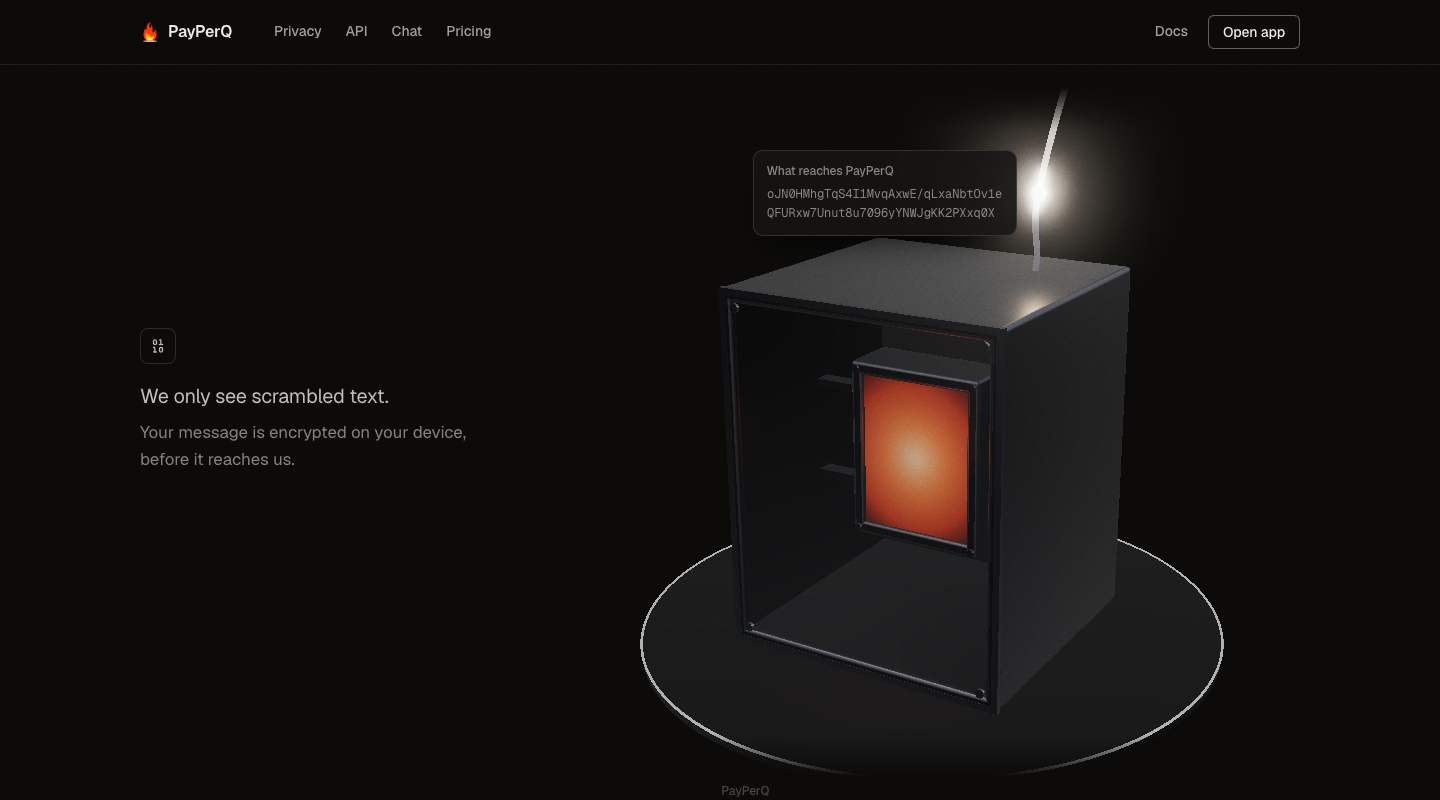 PayPerQ
Privacy
API
Chat
Pricing
Docs
Open app
What reaches PayPerQ
oJN0HMhgTqS4I1MvqAxwE/qLxaNbtOv1e
QFURxw7Unut8u7096yYNWJgKK2PXxq0X
01
10
We only see scrambled text.
Your message is encrypted on your device,
before it reaches us.
PayPerQ